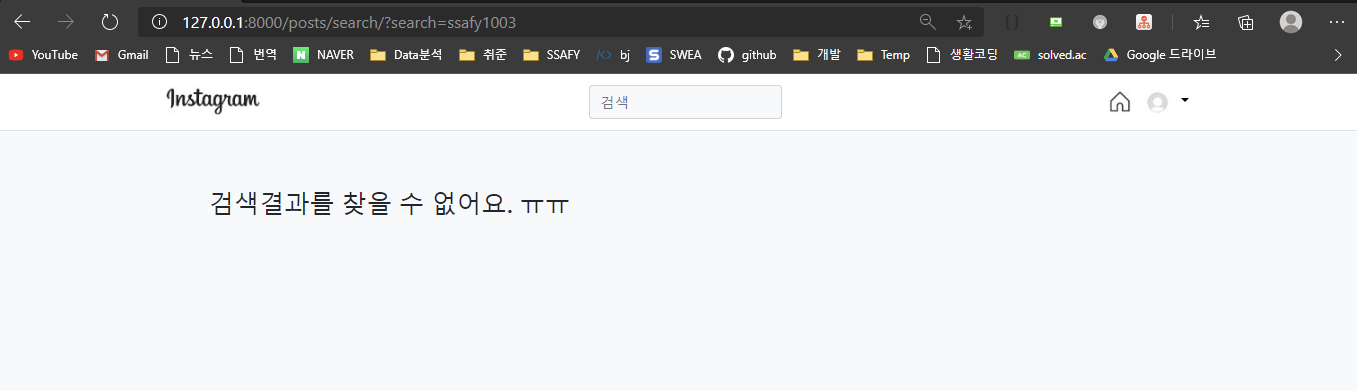 127.0.0.1:8000/posts/search/?search=ssafy1003
YouTube Gmail 뉴스 번역 NAVER Data분석 취준 SSAFY bj SWEA github 개발 Temp 생활코딩 solved.ac Google 드라이브
Instagram 검색
검색결과를 찾을 수 없어요. ㅠㅠ